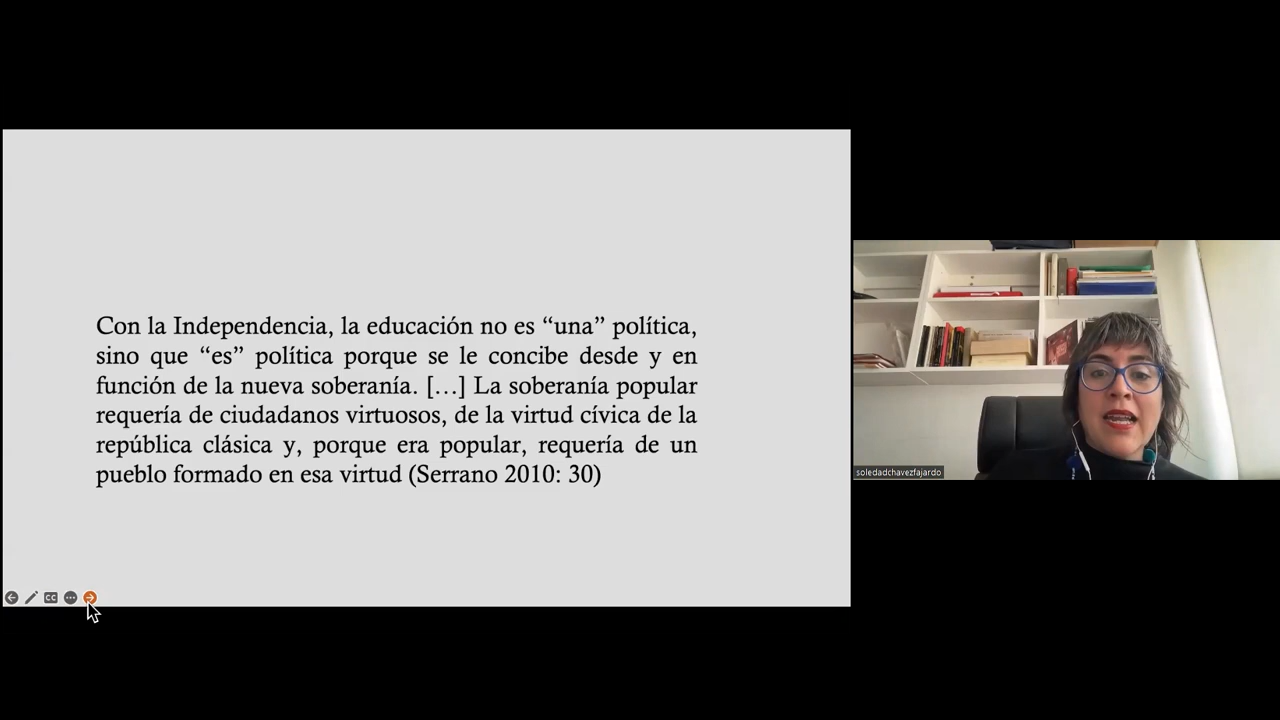 Con la Independencia, la educación no es “una” política,
sino que “es” política porque se le concibe desde y en
función de la nueva soberanía. […] La soberanía popular
requería de ciudadanos virtuosos, de la virtud cívica de la
república clásica y, porque era popular, requería de un
pueblo formado en esa virtud (Serrano 2010: 30)
CC
soledadchavezfajardo